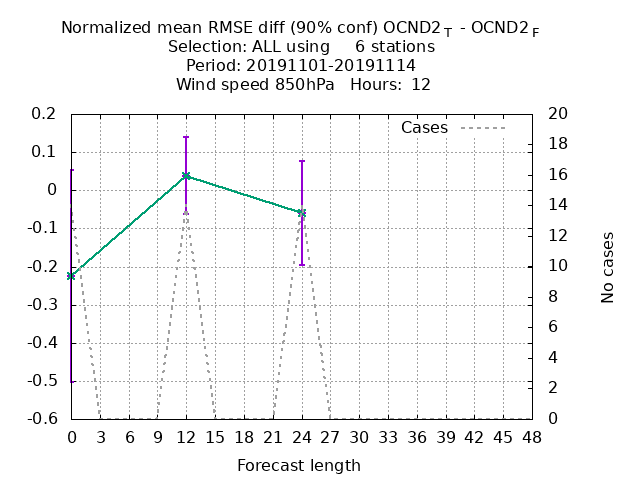 Normalized mean RMSE diff (90% conf) OCND2 T - OCND2 F
Selection: ALL using 6 stations
Period: 20191101-20191114
Wind speed 850hPa Hours: 12
Cases
0.2
0.1
0
-0.1
-0.2
-0.3
-0.4
-0.5
-0.6
20
18
16
14
12
10
8
6
4
2
0
No cases
0 3 6 9 12 15 18 21 24 27 30 33 36 39 42 45 48
Forecast length